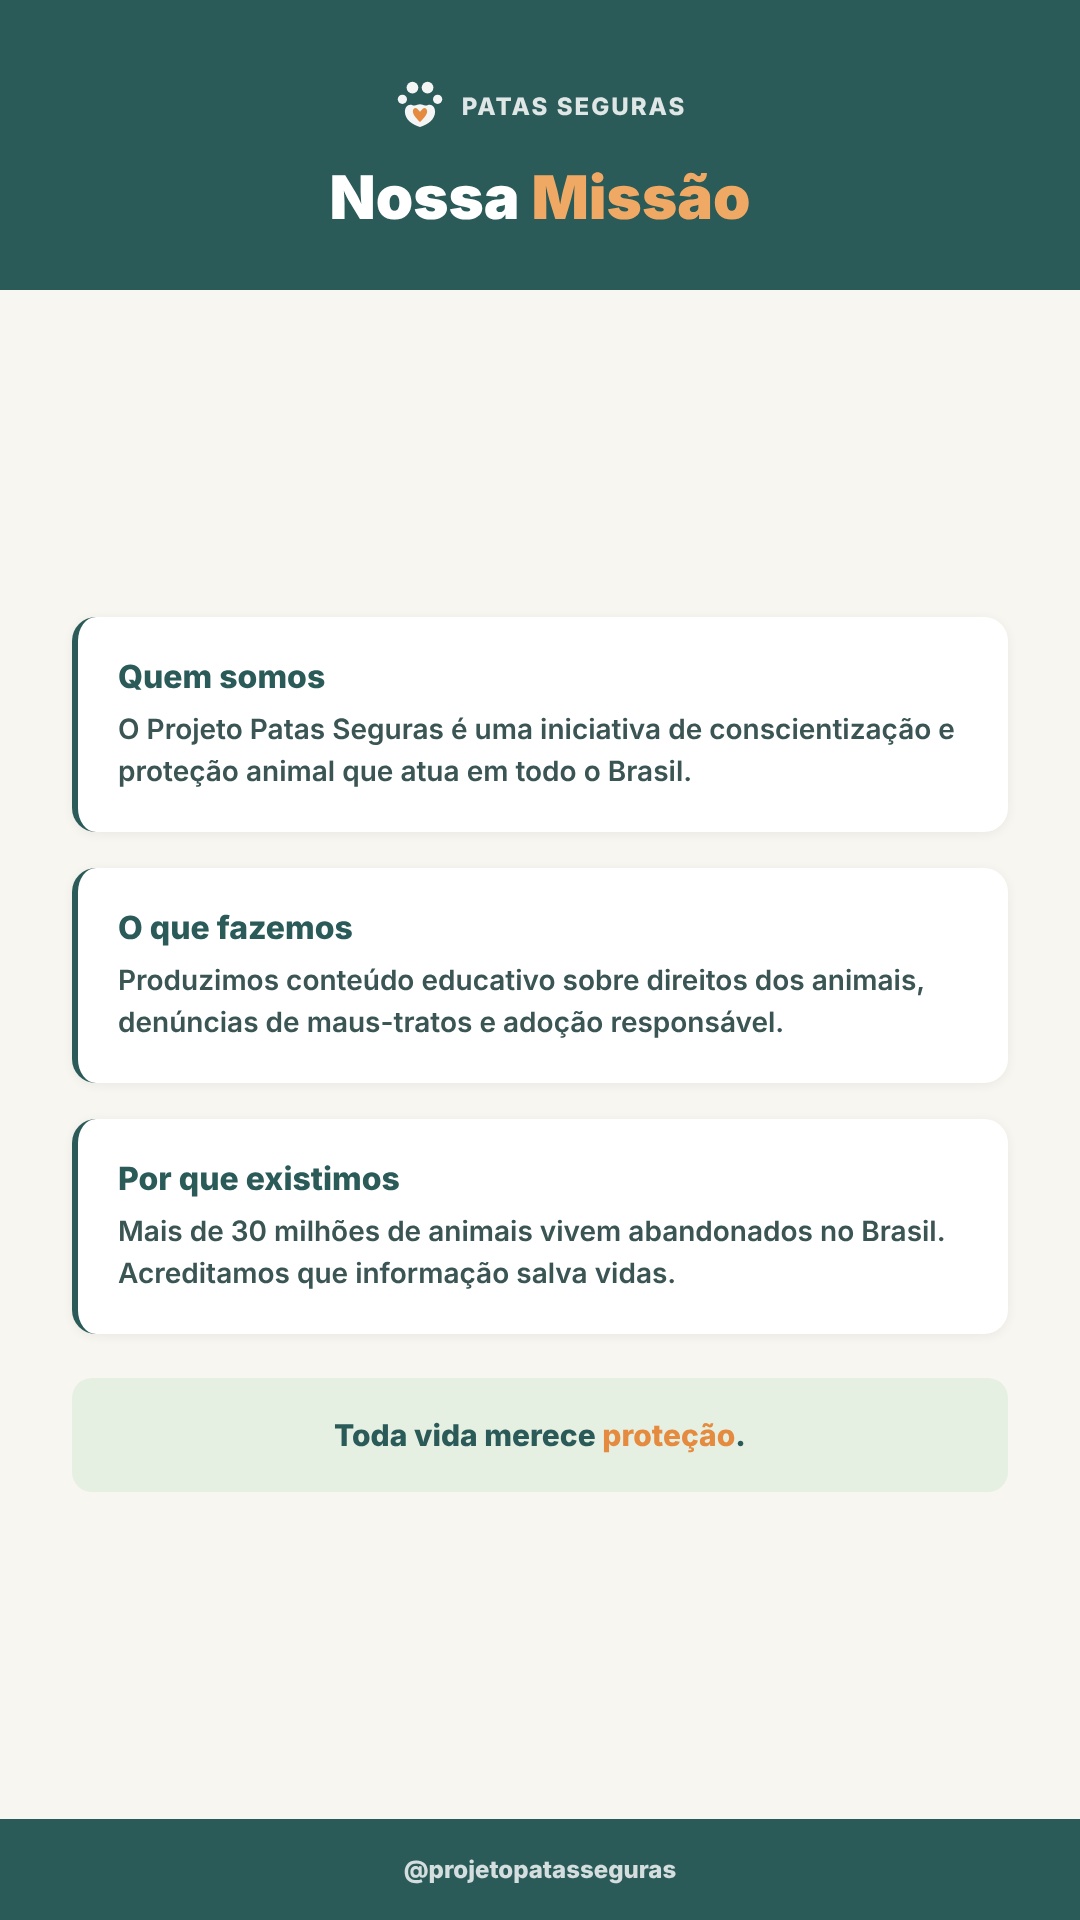 PATAS SEGURAS
Nossa Missão
Quem somos
O Projeto Patas Seguras é uma iniciativa de conscientização e
proteção animal que atua em todo o Brasil.
O que fazemos
Produzimos conteúdo educativo sobre direitos dos animais,
denúncias de maus-tratos e adoção responsável.
Por que existimos
Mais de 30 milhões de animais vivem abandonados no Brasil.
Acreditamos que informação salva vidas.
Toda vida merece proteção.
@projetopatasseguras